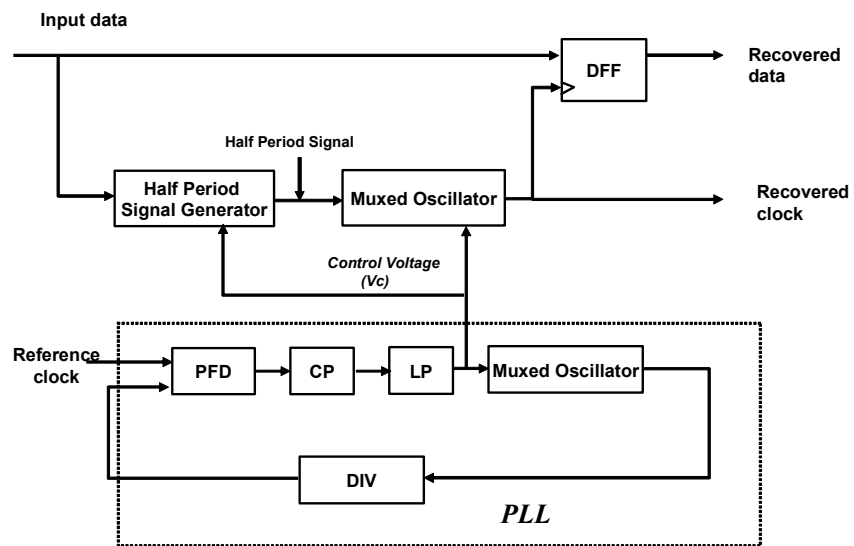 Input data
DFF
Recovered
data
Half Period Signal
Half Period
Signal Generator
Muxed Oscillator
Recovered
clock
Control Voltage
(Vc)
Reference
clock
PFD
CP
LP
Muxed Oscillator
DIV
PLL